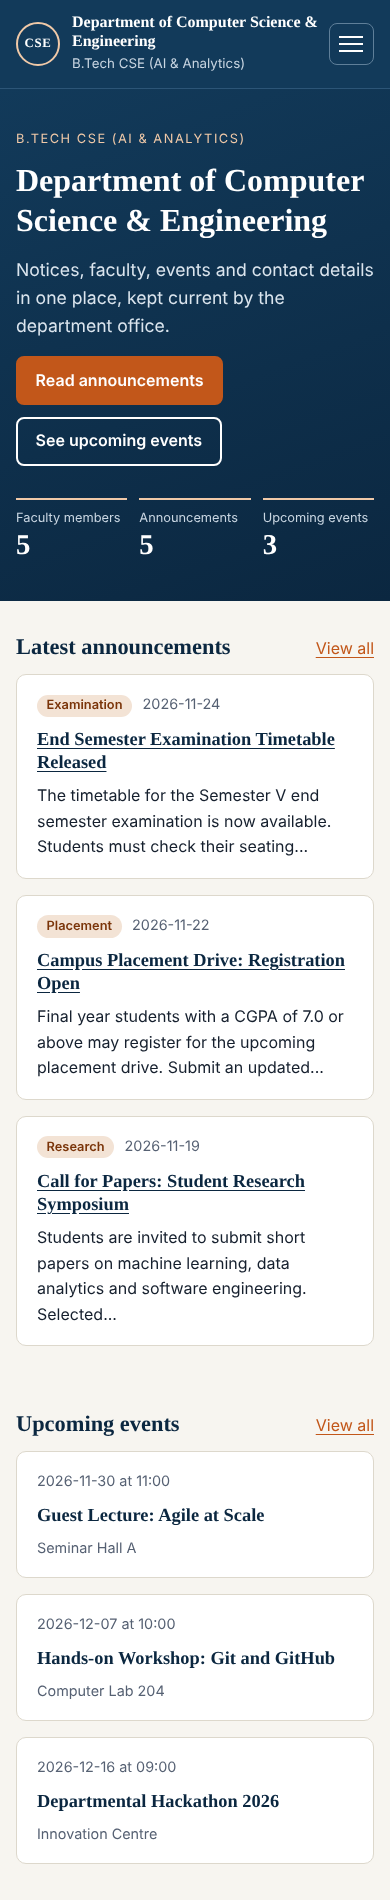 CSE
Department of Computer Science &
Engineering
B.Tech CSE (AI & Analytics)
B.TECH CSE (AI & ANALYTICS)
Department of Computer
Science & Engineering
Notices, faculty, events and contact details
in one place, kept current by the
department office.
Read announcements
See upcoming events
Faculty members
5
Announcements
5
Upcoming events
3
Latest announcements
View all
Examination 2026-11-24
End Semester Examination Timetable
Released
The timetable for the Semester V end
semester examination is now available.
Students must check their seating...
Placement 2026-11-22
Campus Placement Drive: Registration
Open
Final year students with a CGPA of 7.0 or
above may register for the upcoming
placement drive. Submit an updated...
Research 2026-11-19
Call for Papers: Student Research
Symposium
Students are invited to submit short
papers on machine learning, data
analytics and software engineering.
Selected...
Upcoming events
View all
2026-11-30 at 11:00
Guest Lecture: Agile at Scale
Seminar Hall A
2026-12-07 at 10:00
Hands-on Workshop: Git and GitHub
Computer Lab 204
2026-12-16 at 09:00
Departmental Hackathon 2026
Innovation Centre